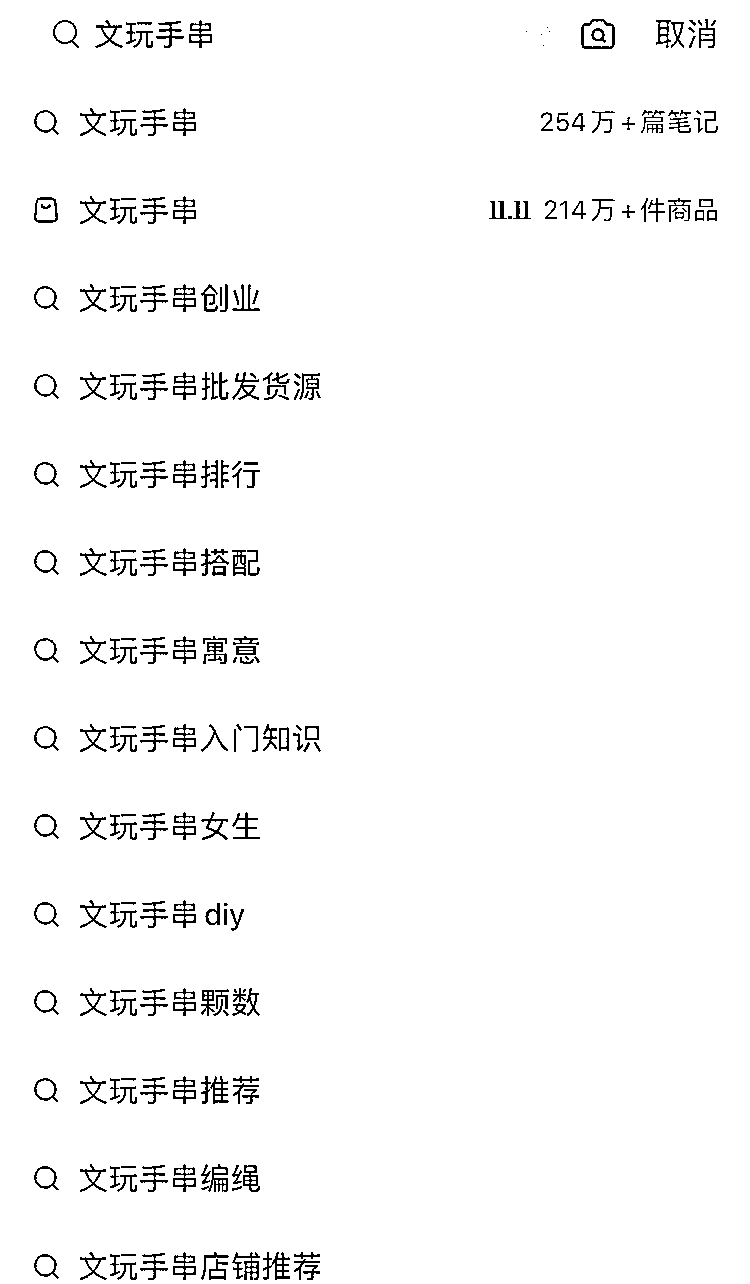 文玩手串 取消
文玩手串 254万+篇笔记
文玩手串 11.11 214万+件商品
文玩手串创业
文玩手串批发货源
文玩手串排行
文玩手串搭配
文玩手串寓意
文玩手串入门知识
文玩手串女生
文玩手串diy
文玩手串颗数
文玩手串推荐
文玩手串编绳
文玩手串店铺推荐